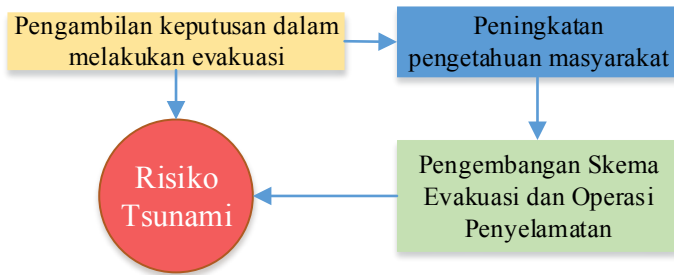 Pengambilan keputusan dalam
melakukan evakuasi
Peningkatan
pengetahuan masyarakat
Risiko
Tsunami
Pengembangan Skema
Evakuasi dan Operasi
Penyelamatan